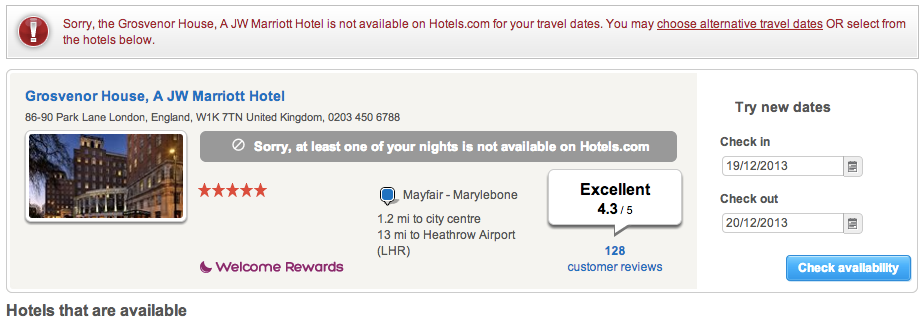 Sorry, the Grosvenor House, A JW Marriott Hotel is not available on Hotels.com for your travel dates. You may choose alternative travel dates OR select from
the hotels below.
Grosvenor House, A JW Marriott Hotel
86-90 Park Lane London, England, W1K 7TN United Kingdom, 0203 450 6788
Sorry, at least one of your nights is not available on Hotels.com
Mayfair - Marylebone
1.2 mi to city centre
13 mi to Heathrow Airport
(LHR)
Welcome Rewards
Excellent
4.3 / 5
128
customer reviews
Try new dates
Check in
19/12/2013
Check out
20/12/2013
Check availability
Hotels that are available